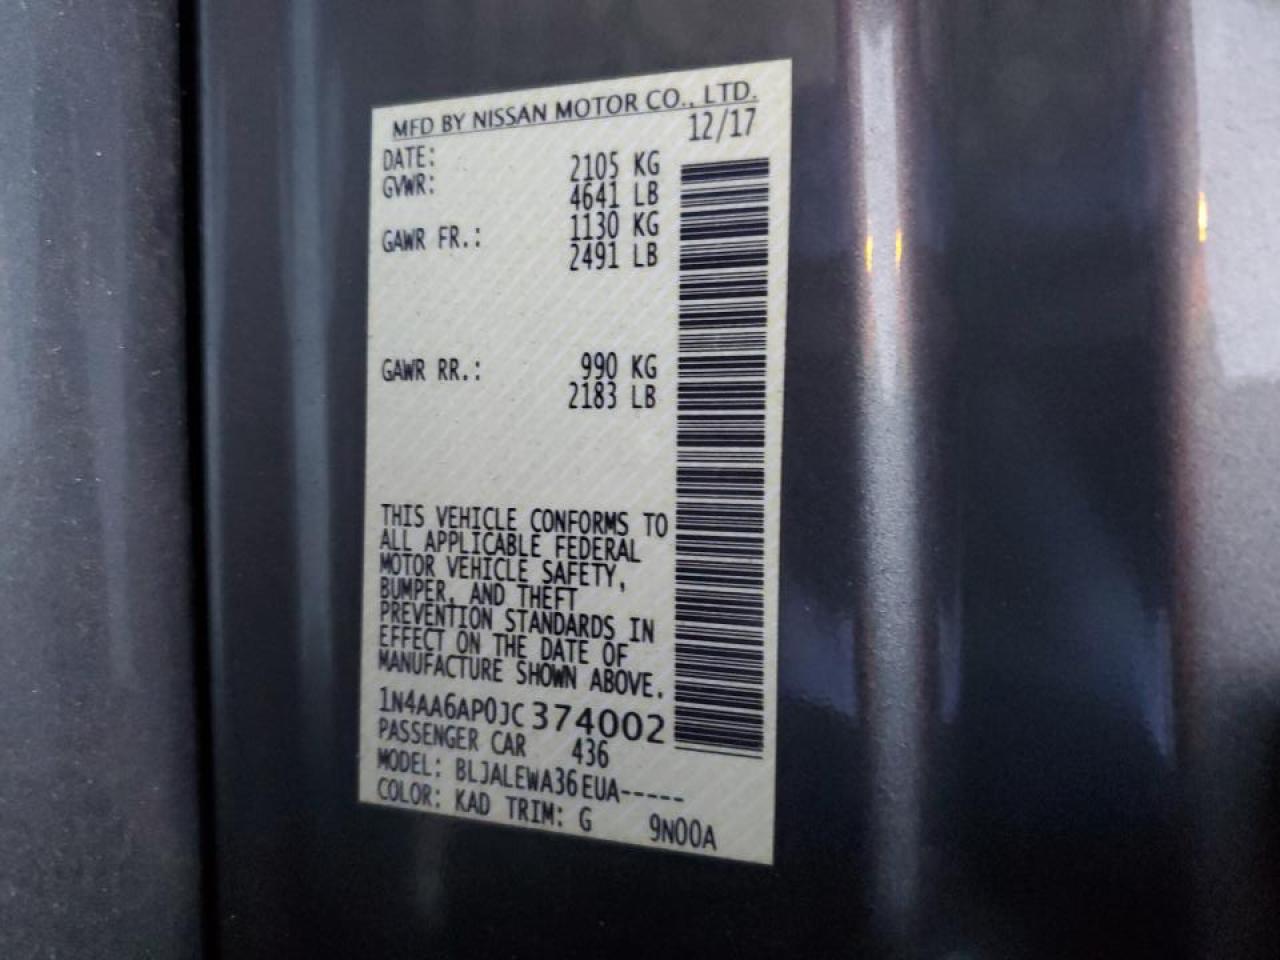 MFD BY NISSAN MOTOR CO., LTD.
DATE: 12/17
GVWR: 2105 KG
4641 LB
GAWR FR.: 1130 KG
2491 LB
GAWR RR.: 990 KG
2183 LB
THIS VEHICLE CONFORMS TO
ALL APPLICABLE FEDERAL
MOTOR VEHICLE SAFETY,
BUMPER, AND THEFT
PREVENTION STANDARDS IN
EFFECT ON THE DATE OF
MANUFACTURE SHOWN ABOVE.
1N4AA6AP0JC374002
PASSENGER CAR 436
MODEL: BLJALEWA36EUA-----
COLOR: KAD TRIM: G 9N00A